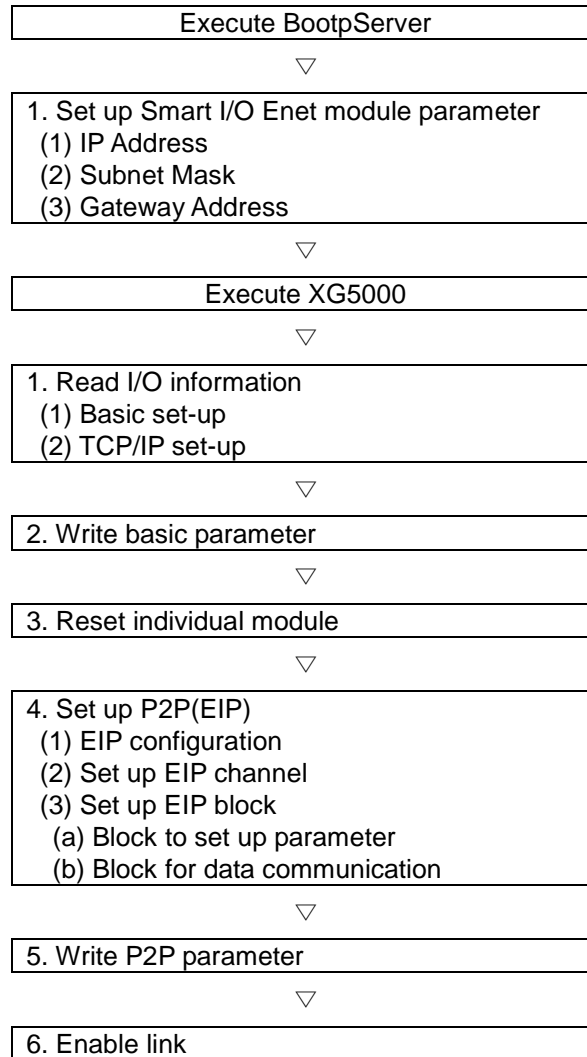 Execute BootpServer
1. Set up Smart I/O Enet module parameter
(1) IP Address
(2) Subnet Mask
(3) Gateway Address
Execute XG5000
1. Read I/O information
(1) Basic set-up
(2) TCP/IP set-up
2. Write basic parameter
3. Reset individual module
4. Set up P2P(EIP)
(1) EIP configuration
(2) Set up EIP channel
(3) Set up EIP block
(a) Block to set up parameter
(b) Block for data communication
5. Write P2P parameter
6. Enable link